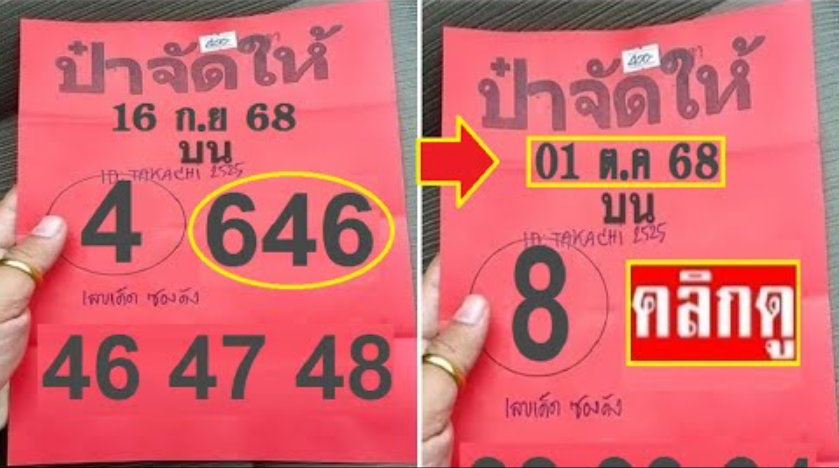 400
ป๋าจัดให้
16 ก.ย 68
บน
ID TAKACHI 2525
4 646
เลขเด็ด ซองดัง
46 47 48
400
ป๋าจัดให้
01 ต.ค 68
บน
ID TAKACHI 2525
8 คลิกดู
เลขเด็ด ซองดัง